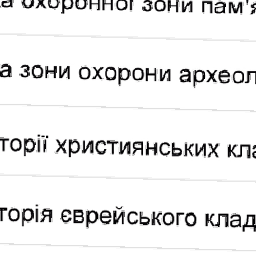 а охоронної зони пам'я
а зони охорони археол
торії християнських кла
торія єврейського клад